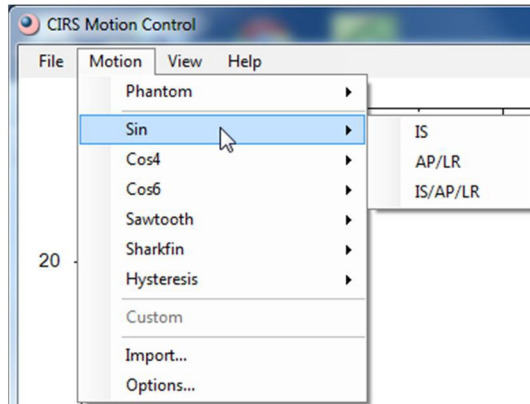 CIRS Motion Control
File Motion View Help
Phantom
Sin
Cos4
Cos6
Sawtooth
Sharkfin
Hysteresis
Custom
Import...
Options...
IS
AP/LR
IS/AP/LR
20